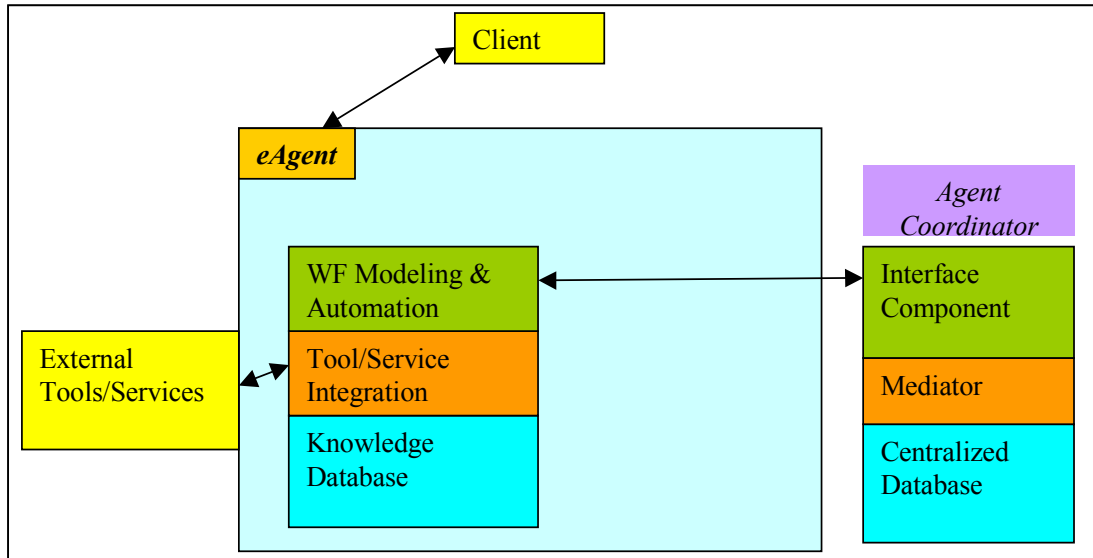 Client
eAgent
Agent
Coordinator
WF Modeling &
Automation
Interface
Component
External
Tools/Services
Tool/Service
Integration
Mediator
Knowledge
Database
Centralized
Database